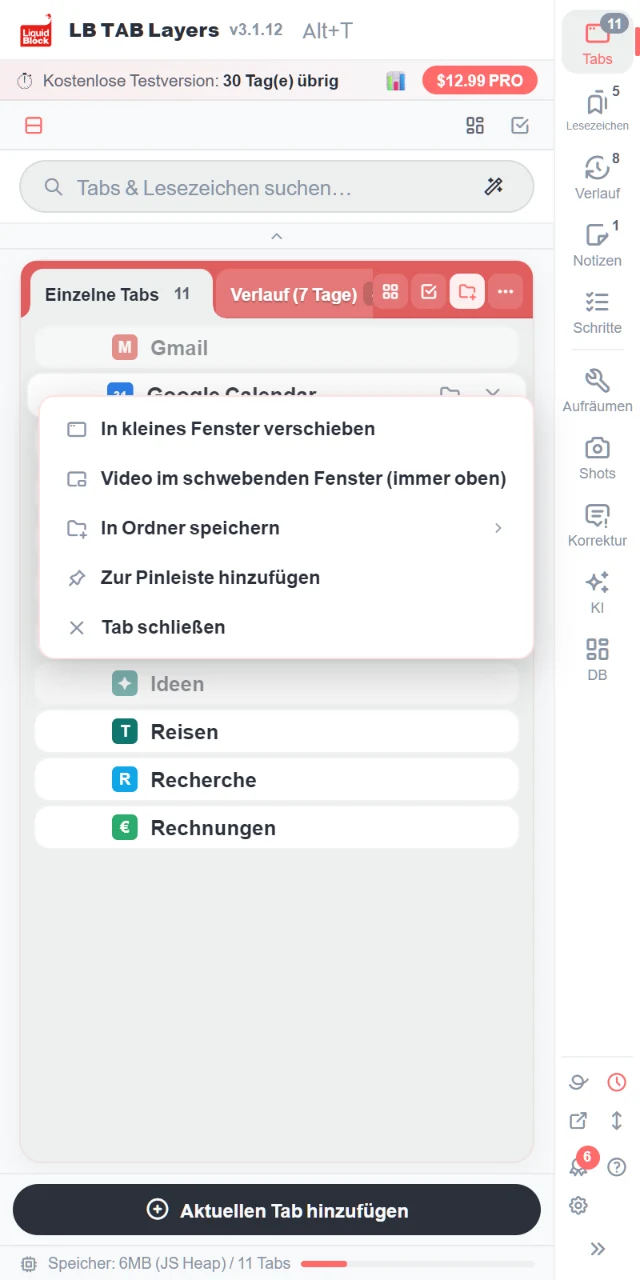 Liquid Block
LB TAB Layers v3.1.12 Alt+T
Kostenlose Testversion: 30 Tag(e) übrig
$12.99 PRO
Tabs & Lesezeichen suchen…
Einzelne Tabs 11
Verlauf (7 Tage)
M Gmail
Google Calendar
In kleines Fenster verschieben
Video im schwebenden Fenster (immer oben)
In Ordner speichern
Zur Pinleiste hinzufügen
Tab schließen
Ideen
T Reisen
R Recherche
€ Rechnungen
Aktuellen Tab hinzufügen
Speicher: 6MB (JS Heap) / 11 Tabs
11
Tabs
5
Lesezeichen
8
Verlauf
1
Notizen
Schritte
Aufräumen
Shots
Korrektur
KI
DB
6